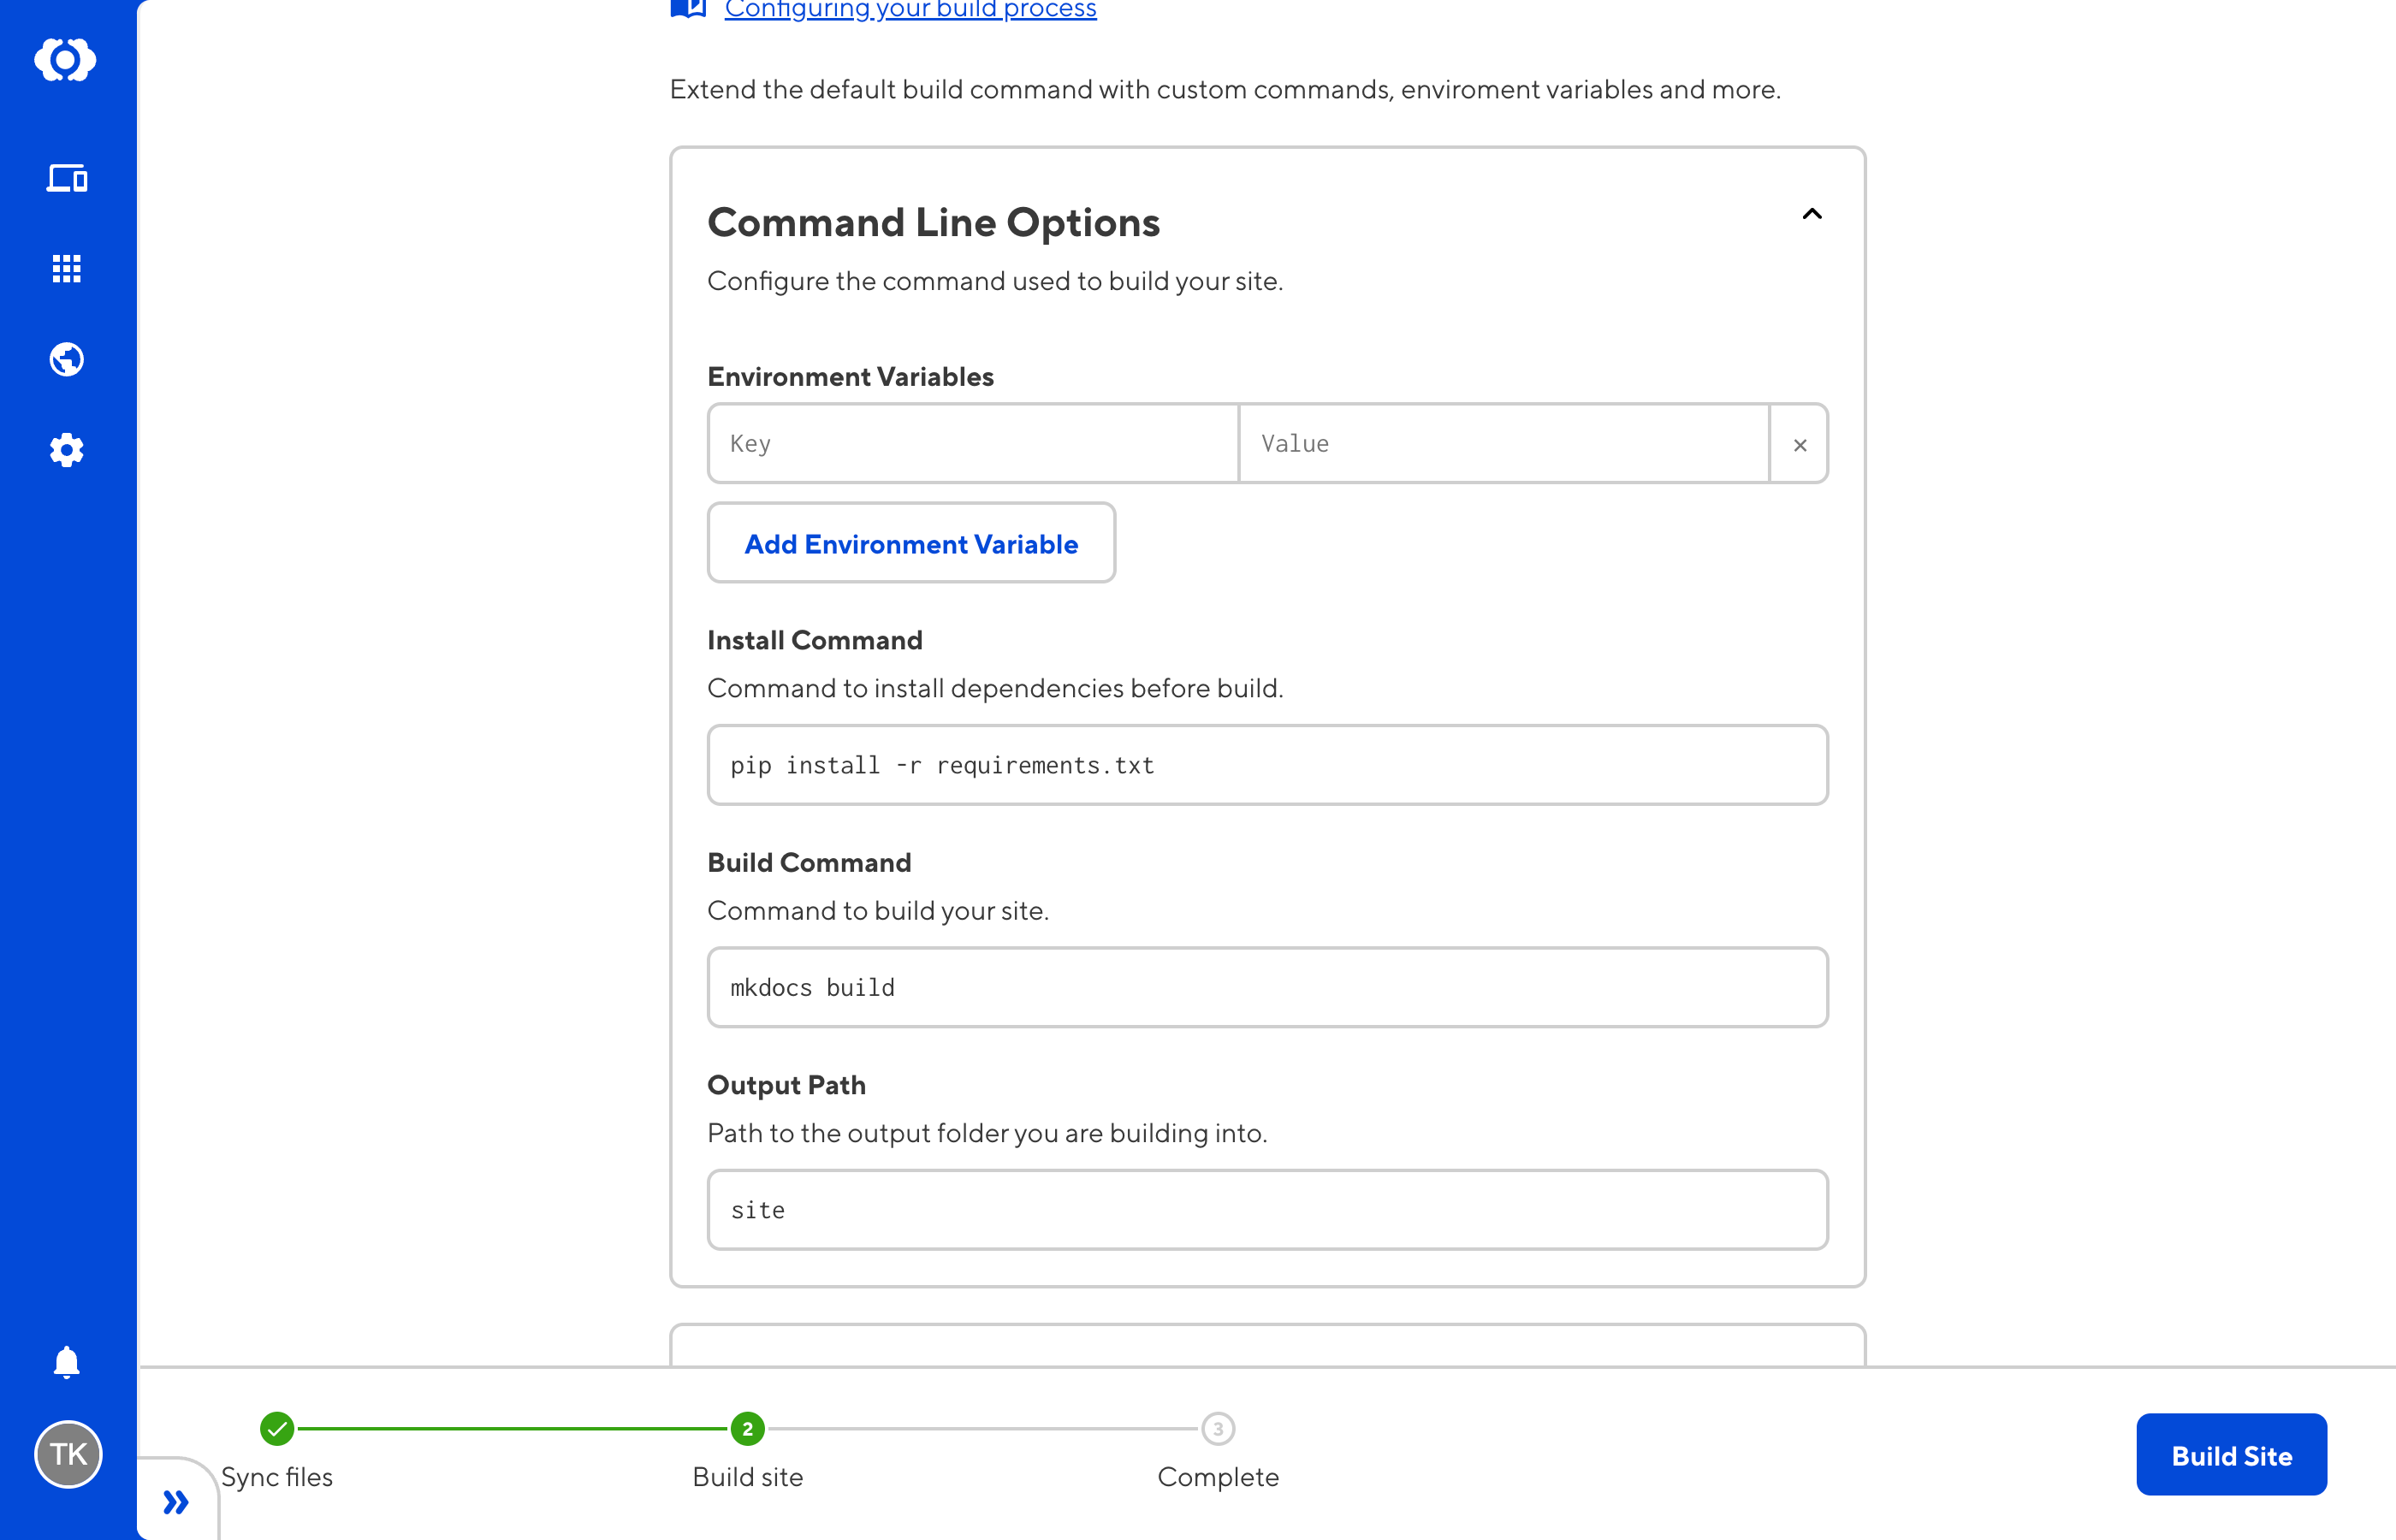 Configuring your build process
Extend the default build command with custom commands, enviroment variables and more.
Command Line Options
Configure the command used to build your site.
Environment Variables
Key
Value
×
Add Environment Variable
Install Command
Command to install dependencies before build.
pip install -r requirements.txt
Build Command
Command to build your site.
mkdocs build
Output Path
Path to the output folder you are building into.
site
2
3
Sync files
Build site
Complete
Build Site
TK